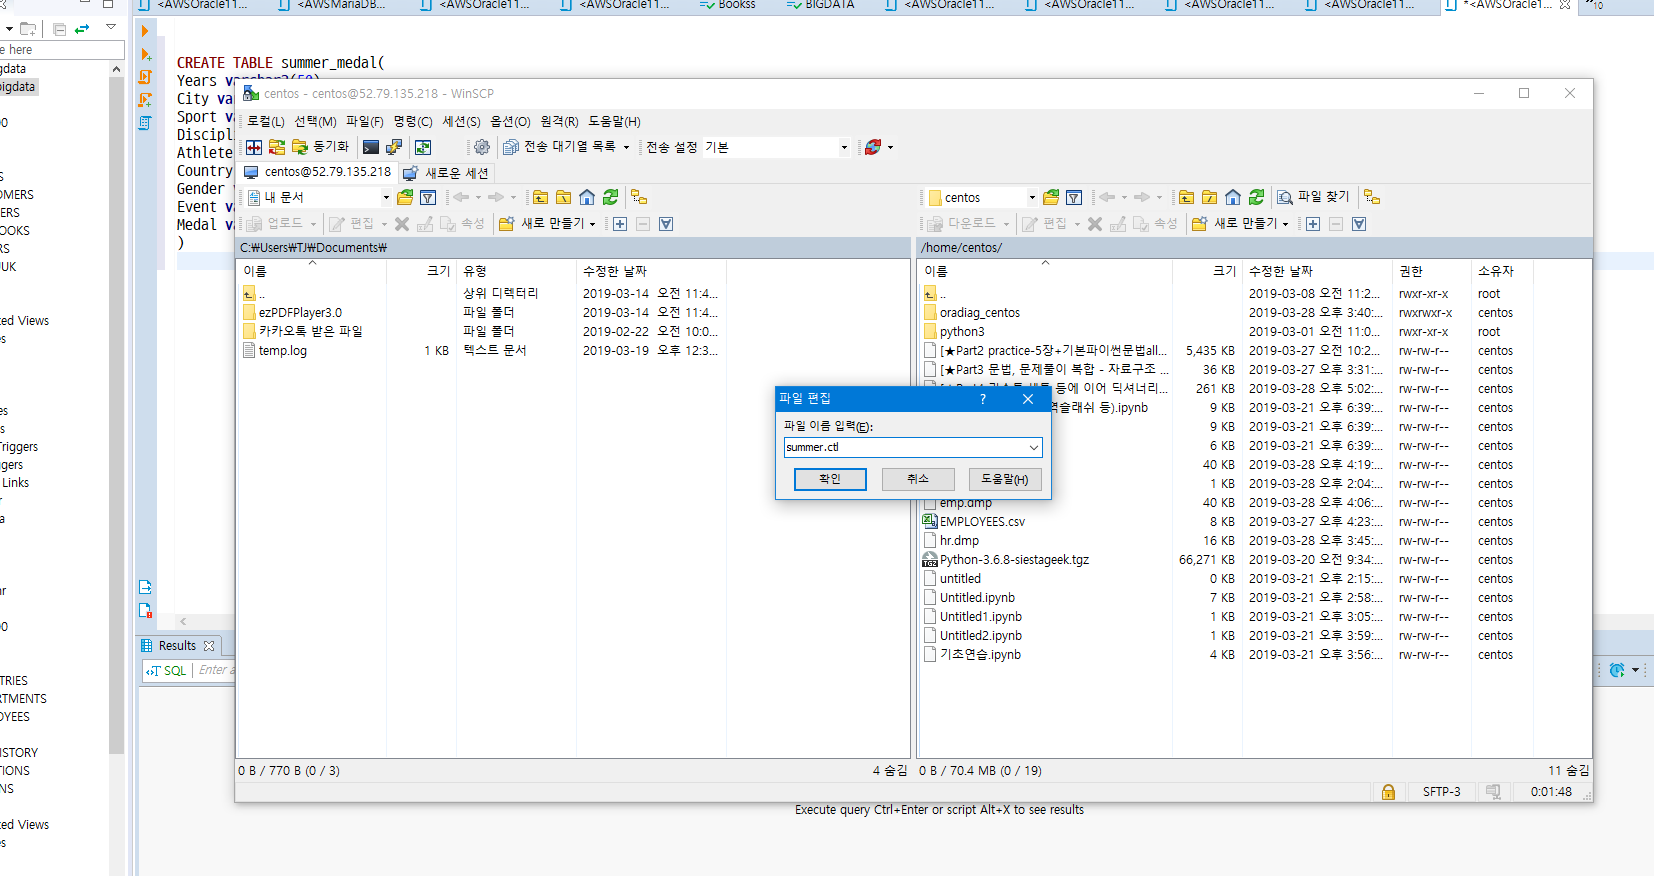 <AWSOracle11...
<AWSMariaDB...
<AWSOracle11...
<AWSOracle11...
Bookss
BIGDATA
<AWSOracle11...
<AWSOracle11...
<AWSOracle11...
<AWSOracle11...
*<AWSOracle1...
10
e here
gdata
bigdata
00
S
OMERS
ERS
OOKS
RS
UK
ted Views
es
es
s
Triggers
gers
Links
r
a
nr
00
TRIES
RTMENTS
OYEES
ISTORY
TIONS
NS
ted Views
es
CREATE TABLE summer_medal(
Years varchar2(50)
City va
Sport va
Discipl
Athlete
Country
Gender
Event va
Medal va
)
centos - centos@52.79.135.218 - WinSCP
로컬(L) 선택(M) 파일(F) 명령(C) 세션(S) 옵션(O) 원격(R) 도움말(H)
동기화 전송 대기열 목록 전송 설정 기본
centos@52.79.135.218 새로운 세션
내 문서
업로드 편집 속성 새로 만들기
C:₩Users₩TJ₩Documents₩
이름 크기 유형 수정한 날짜
.. 상위 디렉터리 2019-03-14 오전 11:4...
ezPDFPlayer3.0 파일 폴더 2019-03-14 오전 11:4...
카카오톡 받은 파일 파일 폴더 2019-02-22 오전 10:0...
temp.log 1 KB 텍스트 문서 2019-03-19 오후 12:3...
0 B / 770 B (0 / 3) 4 숨김
centos 파일 찾기
다운로드 편집 속성 새로 만들기
/home/centos/
이름 크기 수정한 날짜 권한 소유자
.. 2019-03-08 오전 11:2... rwxr-xr-x root
oradiag_centos 2019-03-28 오후 3:40:... rwxrwxr-x centos
python3 2019-03-01 오전 11:0... rwxr-xr-x root
[★Part2 practice-5장+기본파이썬문법all... 5,435 KB 2019-03-27 오전 10:2... rw-rw-r-- centos
[★Part3 문법, 문제풀이 복합 - 자료구조 ... 36 KB 2019-03-27 오후 3:31:... rw-rw-r-- centos
등에 이어 딕셔너리... 261 KB 2019-03-28 오후 5:02:... rw-rw-r-- centos
역슬래쉬 등).ipynb 9 KB 2019-03-21 오후 6:39:... rw-rw-r-- centos
9 KB 2019-03-21 오후 6:39:... rw-rw-r-- centos
6 KB 2019-03-21 오후 6:39:... rw-rw-r-- centos
40 KB 2019-03-28 오후 4:19:... rw-rw-r-- centos
1 KB 2019-03-28 오후 2:04:... rw-rw-r-- centos
emp.dmp 40 KB 2019-03-28 오후 4:06:... rw-rw-r-- centos
EMPLOYEES.csv 8 KB 2019-03-27 오후 4:23:... rw-rw-r-- centos
hr.dmp 16 KB 2019-03-28 오후 3:45:... rw-rw-r-- centos
Python-3.6.8-siestageek.tgz 66,271 KB 2019-03-20 오전 9:34:... rw-rw-r-- centos
untitled 0 KB 2019-03-21 오후 2:15:... rw-rw-r-- centos
Untitled.ipynb 7 KB 2019-03-21 오후 2:58:... rw-rw-r-- centos
Untitled1.ipynb 1 KB 2019-03-21 오후 3:05:... rw-rw-r-- centos
Untitled2.ipynb 1 KB 2019-03-21 오후 3:59:... rw-rw-r-- centos
기초연습.ipynb 4 KB 2019-03-21 오후 3:56:... rw-rw-r-- centos
0 B / 70.4 MB (0 / 19) 11 숨김
SFTP-3 0:01:48
파일 편집 ?
파일 이름 입력(E):
summer.ctl
확인 취소 도움말(H)
Results
SQL Enter a
Execute query Ctrl+Enter or script Alt+X to see results